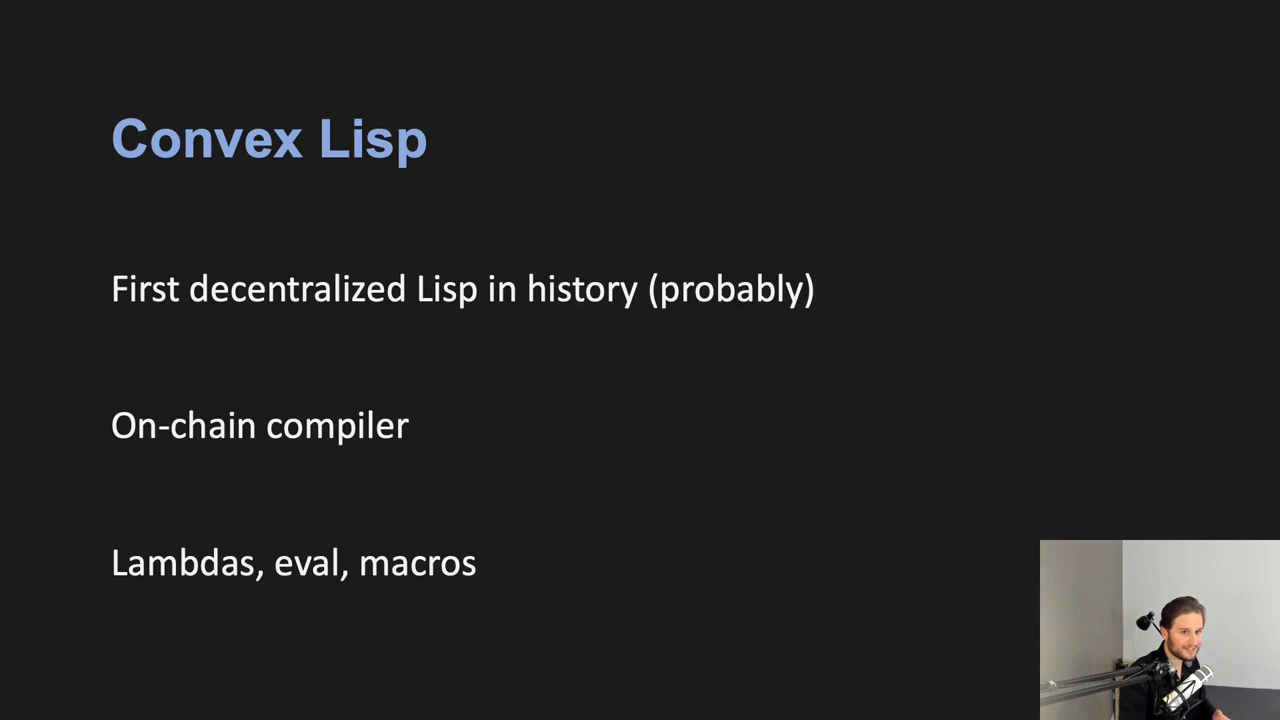 Convex Lisp
First decentralized Lisp in history (probably)
On-chain compiler
Lambdas, eval, macros